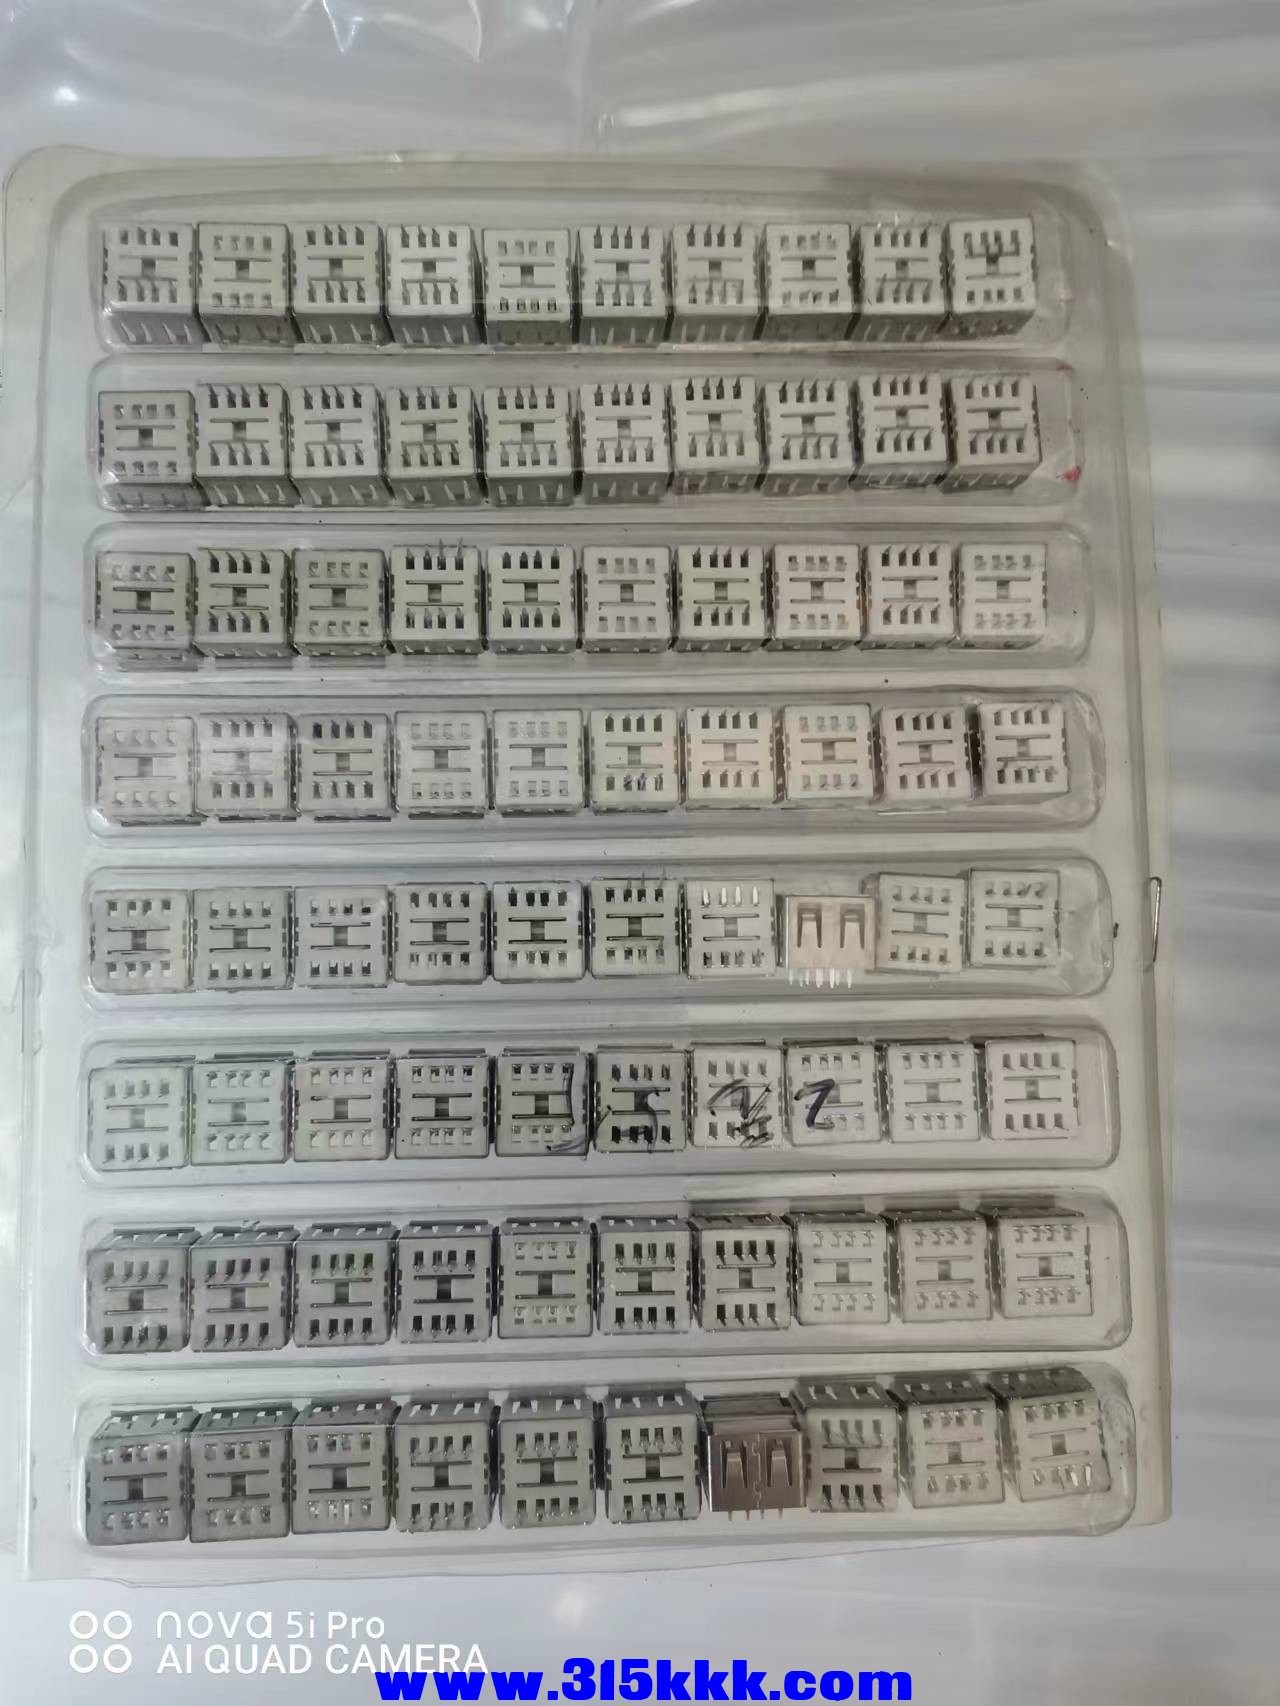 nova 5i Pro
AI QUAD CAMERA
www.315kkk.com